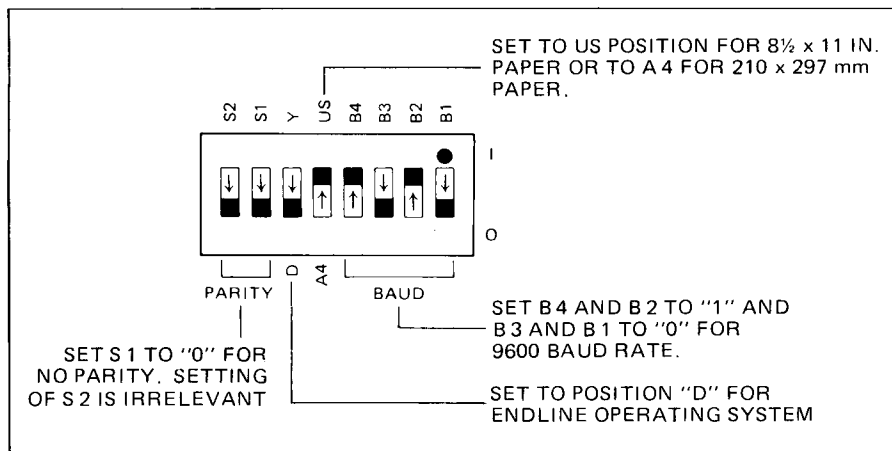 SET TO US POSITION FOR 8½ x 11 IN.
PAPER OR TO A4 FOR 210 x 297 mm
PAPER.
S2 S1 Y US B4 B3 B2 B1
I
O
D A4
PARITY BAUD
SET B4 AND B2 TO "1" AND
B3 AND B1 TO "0" FOR
9600 BAUD RATE.
SET S1 TO "0" FOR
NO PARITY. SETTING
OF S2 IS IRRELEVANT
SET TO POSITION "D" FOR
ENDLINE OPERATING SYSTEM